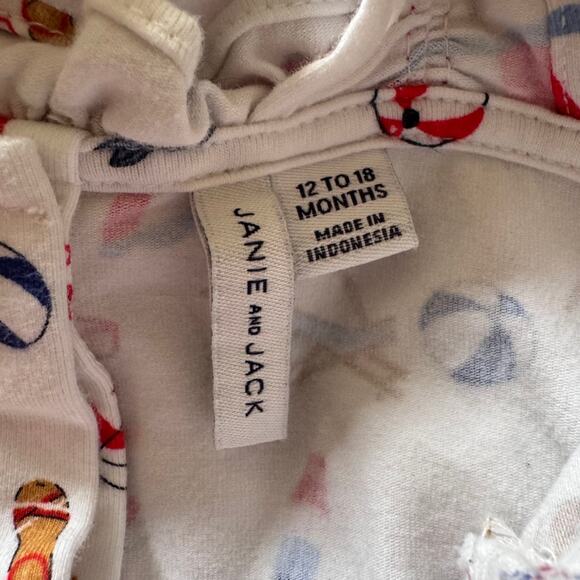 JANIE AND JACK
12 TO 18
MONTHS
MADE IN
INDONESIA